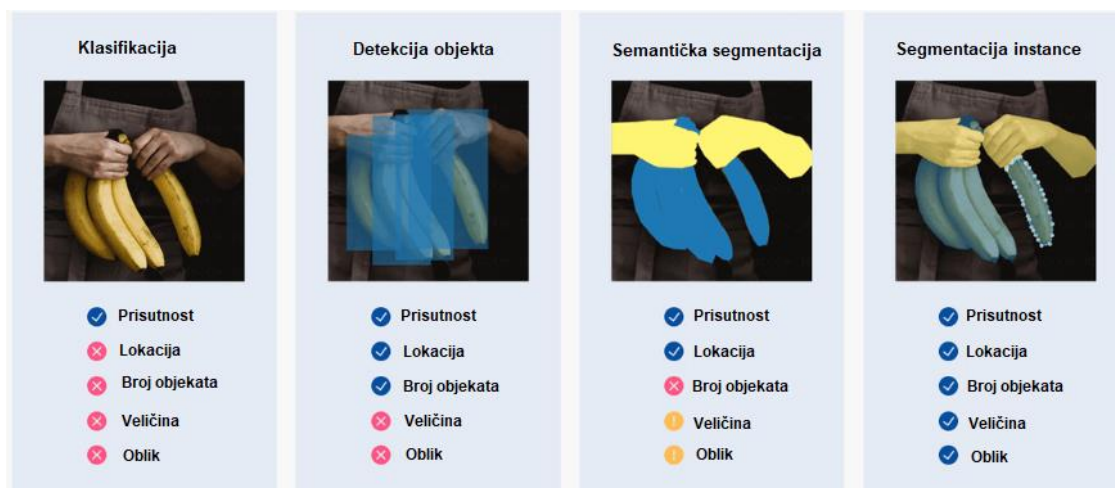 Klasifikacija
Prisutnost
Lokacija
Broj objekata
Veličina
Oblik
Detekcija objekta
Prisutnost
Lokacija
Broj objekata
Veličina
Oblik
Semantička segmentacija
Prisutnost
Lokacija
Broj objekata
Veličina
Oblik
Segmentacija instance
Prisutnost
Lokacija
Broj objekata
Veličina
Oblik